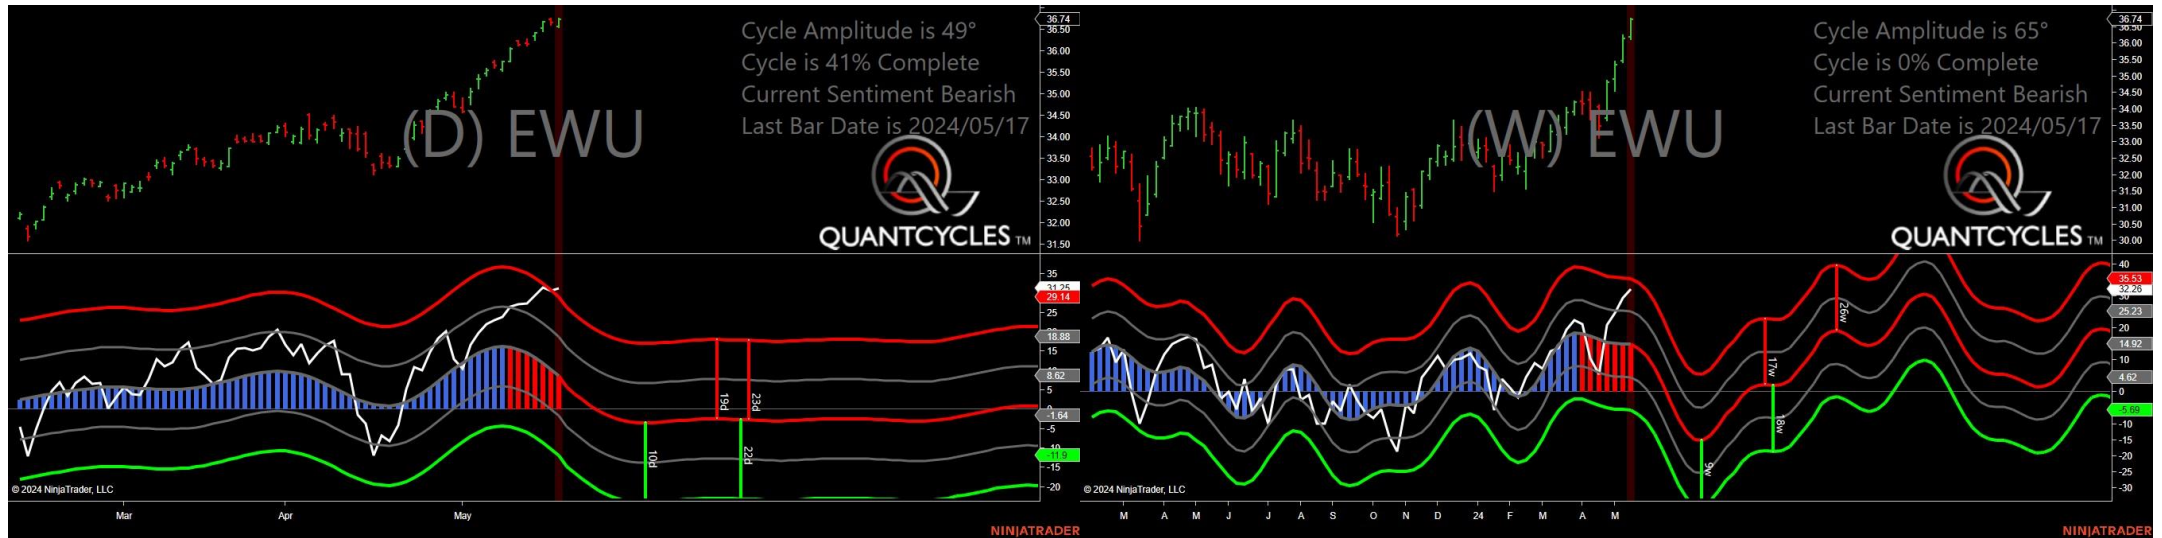 Cycle Amplitude is 49°
Cycle is 41% Complete
Current Sentiment Bearish
Last Bar Date is 2024/05/17
(D) EWU
QUANTCYCLES TM
36.74
36.50
36.00
35.50
35.00
34.50
34.00
33.50
33.00
32.50
32.00
31.50
35
31.25
29.14
25
18.88
15
10
8.62
5
0
-1.64
-5
-10
-11.9
-15
-20
19d
23d
10d
22d
© 2024 NinjaTrader, LLC
Mar
Apr
May
NINJATRADER
Cycle Amplitude is 65°
Cycle is 0% Complete
Current Sentiment Bearish
Last Bar Date is 2024/05/17
(W) EWU
QUANTCYCLES TM
36.74
36.50
36.00
35.50
35.00
34.50
34.00
33.50
33.00
32.50
32.00
31.50
31.00
30.50
30.00
40
35.53
32.26
30
25.23
20
14.92
10
4.62
0
-5.69
-10
-15
-20
-25
-30
26w
17w
18w
9w
© 2024 NinjaTrader, LLC
M A M J J A S O N D 24 F M A M
NINJATRADER